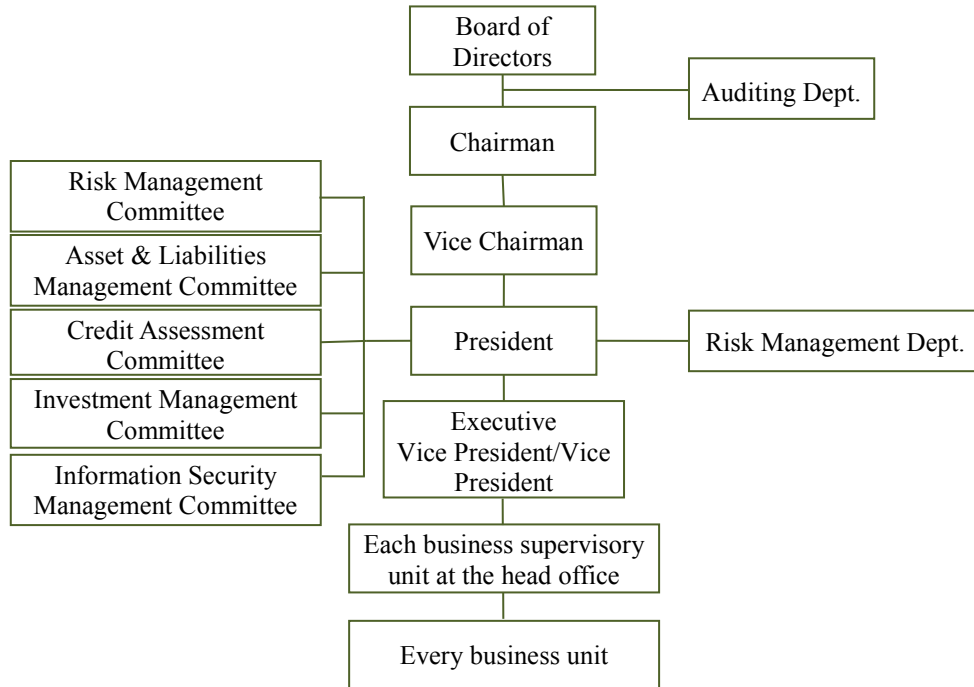 Board of
Directors
Auditing Dept.
Chairman
Risk Management
Committee
Vice Chairman
Asset & Liabilities
Management Committee
Credit Assessment
Committee
President
Risk Management Dept.
Investment Management
Committee
Executive
Vice President/Vice
President
Information Security
Management Committee
Each business supervisory
unit at the head office
Every business unit